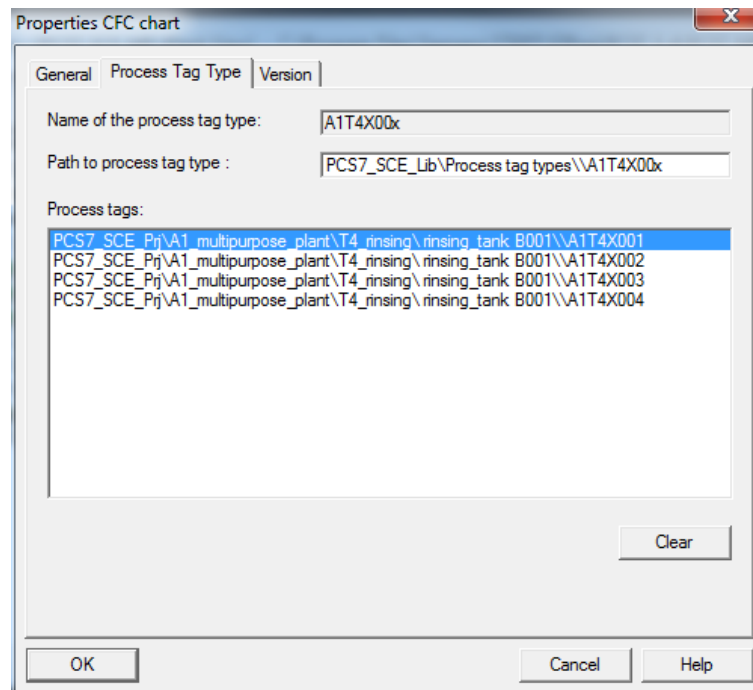 Properties CFC chart
General Process Tag Type Version
Name of the process tag type: A1T4X00x
Path to process tag type : PCS7_SCE_Lib\Process tag types\\A1T4X00x
Process tags:
PCS7_SCE_Prj\A1_multipurpose_plant\T4_rinsing\ rinsing_tank B001\\A1T4X001
PCS7_SCE_Prj\A1_multipurpose_plant\T4_rinsing\ rinsing_tank B001\\A1T4X002
PCS7_SCE_Prj\A1_multipurpose_plant\T4_rinsing\ rinsing_tank B001\\A1T4X003
PCS7_SCE_Prj\A1_multipurpose_plant\T4_rinsing\ rinsing_tank B001\\A1T4X004
Clear
OK Cancel Help